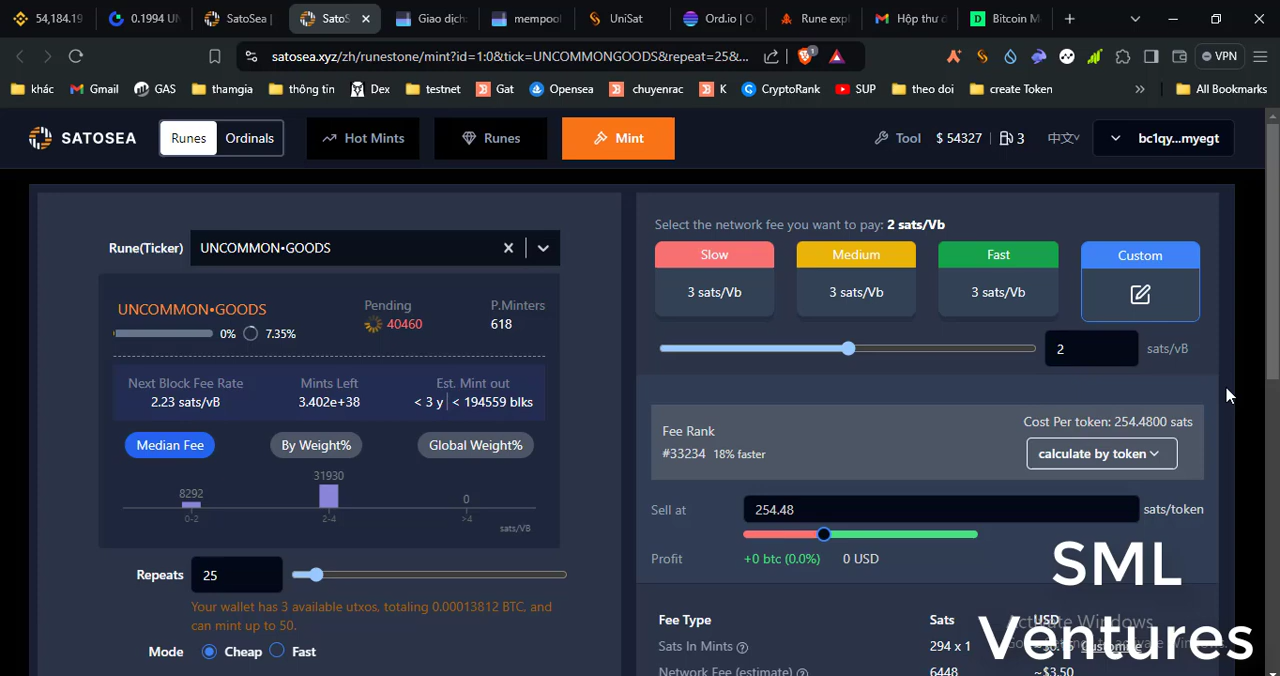 54,184.19
0.1994 UN
SatoSea |
SatoS
Giao dịch:
mempool
UniSat
Ord.io | O
Rune expl
Hộp thư đ
Bitcoin M
satosea.xyz/zh/runestone/mint?id=1:0&tick=UNCOMMONGOODS&repeat=25&...
1
VPN
khác
Gmail
GAS
thamgia
thông tin
Dex
testnet
Gat
Opensea
chuyenrac
K
CryptoRank
SUP
theo doi
create Token
All Bookmarks
SATOSEA
Runes
Ordinals
Hot Mints
Runes
Mint
Tool
$ 54327
3
中文
bc1qy...myegt
Rune(Ticker)
UNCOMMON•GOODS
UNCOMMON•GOODS
0%
7.35%
Pending
40460
P.Minters
618
Next Block Fee Rate
2.23 sats/vB
Mints Left
3.402e+38
Est. Mint out
< 3 y | < 194559 blks
Median Fee
By Weight%
Global Weight%
8292
31930
0
0-2
2-4
>4
sats/VB
Repeats
25
Your wallet has 3 available utxos, totaling 0.00013812 BTC, and
can mint up to 50.
Mode
Cheap
Fast
Select the network fee you want to pay: 2 sats/Vb
Slow
3 sats/Vb
Medium
3 sats/Vb
Fast
3 sats/Vb
Custom
2
sats/vB
Fee Rank
#33234 18% faster
Cost Per token: 254.4800 sats
calculate by token
Sell at
254.48
sats/token
Profit
+0 btc (0.0%)
0 USD
Fee Type
Sats
USD
Sats In Mints
294 x 1
Customize
Network Fee (estimate)
6448
~$3.50
Activate Windows
SML
Ventures